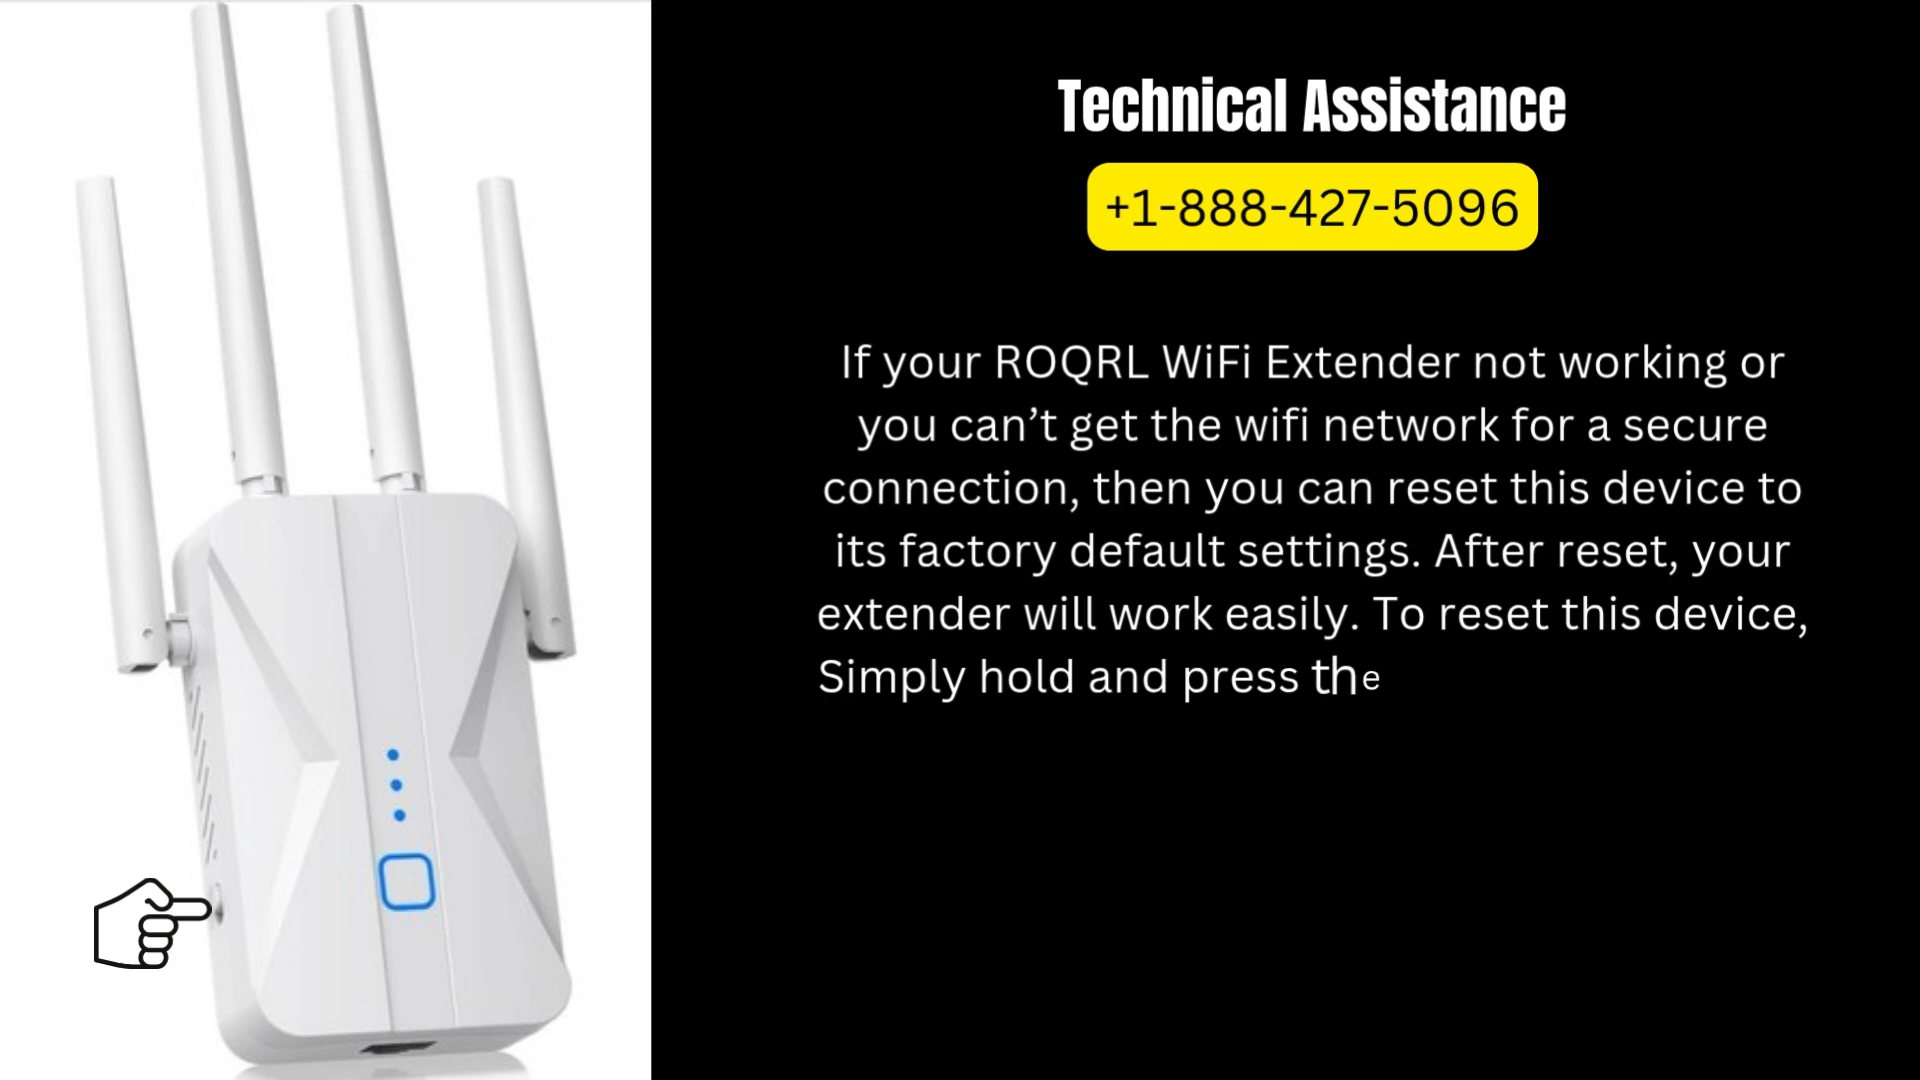 Technical Assistance
+1-888-427-5096
If your ROQRL WiFi Extender not working or
you can’t get the wifi network for a secure
connection, then you can reset this device to
its factory default settings. After reset, your
extender will work easily. To reset this device,
Simply hold and press the